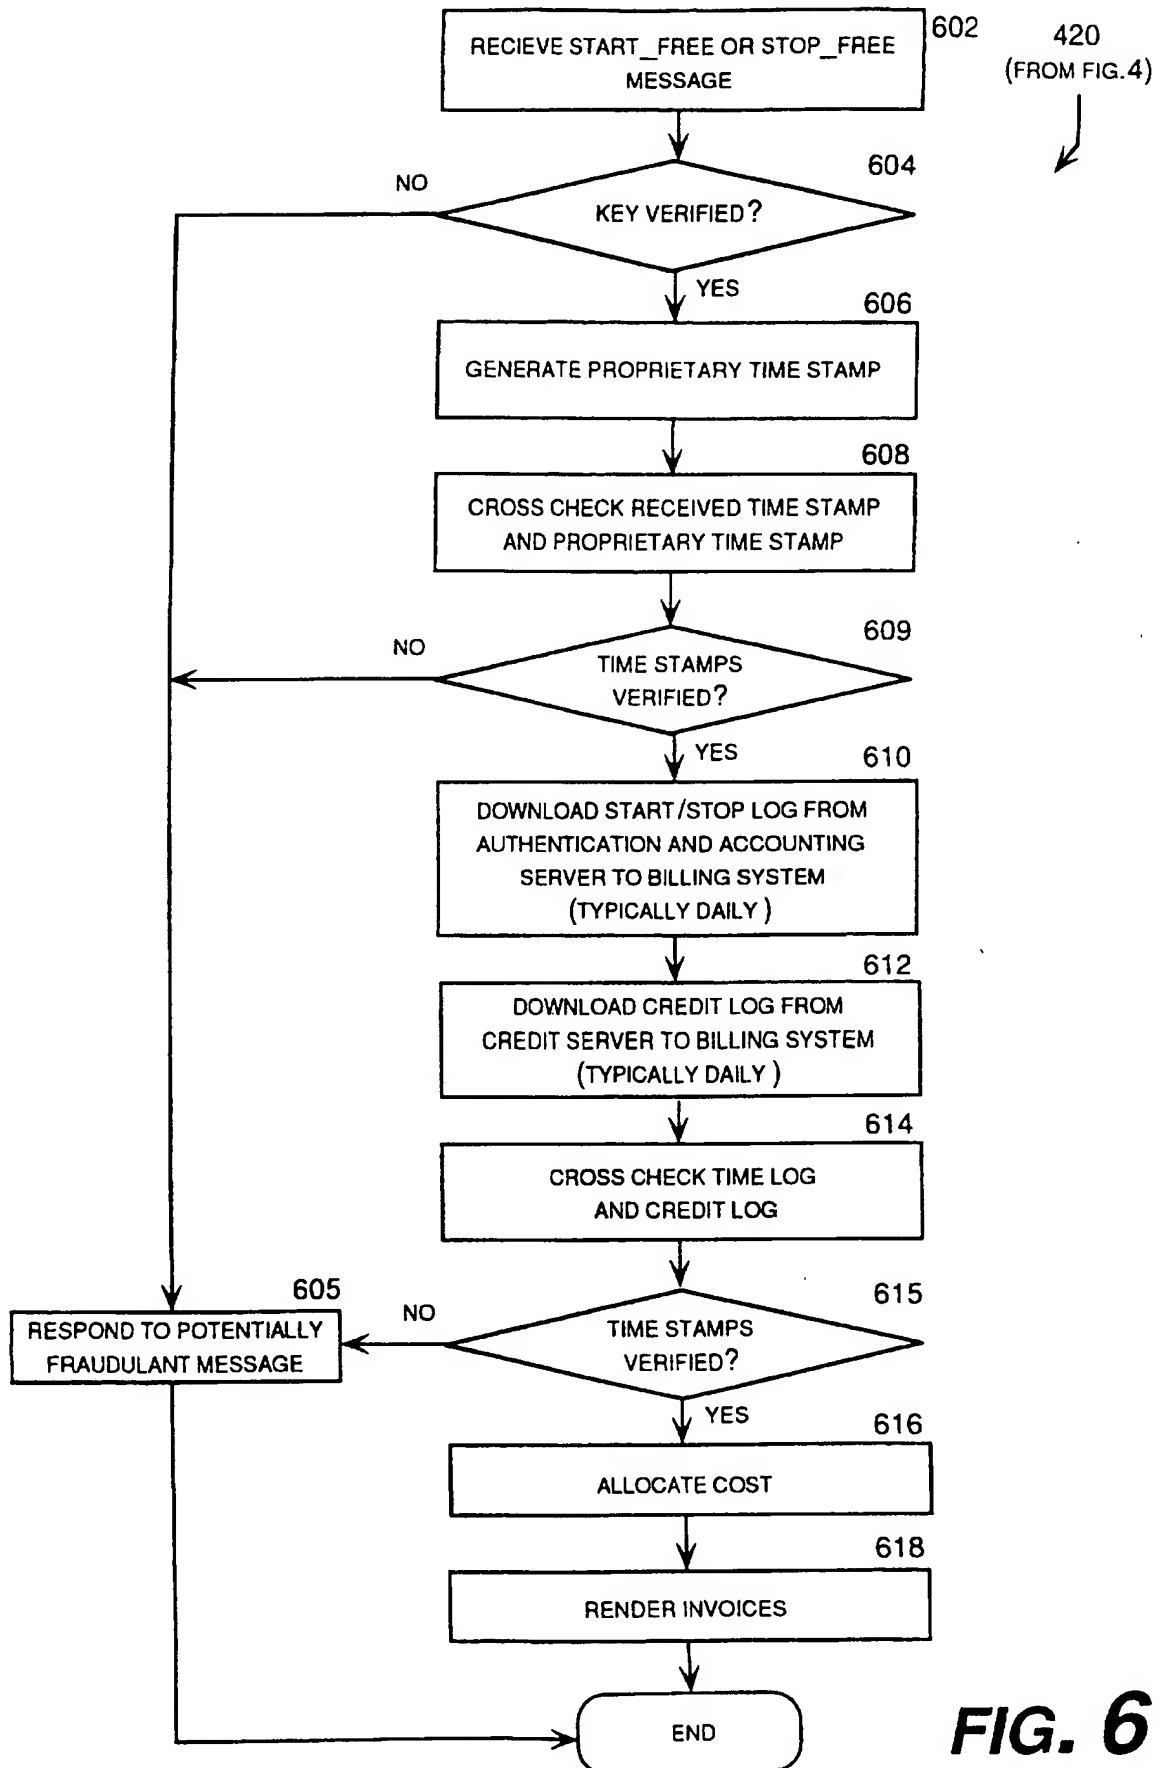 RECIEVE START_FREE OR STOP_FREE
MESSAGE
602
420
(FROM FIG.4)
604
NO
KEY VERIFIED?
YES
606
GENERATE PROPRIETARY TIME STAMP
608
CROSS CHECK RECEIVED TIME STAMP
AND PROPRIETARY TIME STAMP
609
NO
TIME STAMPS
VERIFIED?
YES
610
DOWNLOAD START/STOP LOG FROM
AUTHENTICATION AND ACCOUNTING
SERVER TO BILLING SYSTEM
(TYPICALLY DAILY)
612
DOWNLOAD CREDIT LOG FROM
CREDIT SERVER TO BILLING SYSTEM
(TYPICALLY DAILY)
614
CROSS CHECK TIME LOG
AND CREDIT LOG
605
RESPOND TO POTENTIALLY
FRAUDULANT MESSAGE
NO
615
TIME STAMPS
VERIFIED?
YES
616
ALLOCATE COST
618
RENDER INVOICES
END
FIG. 6